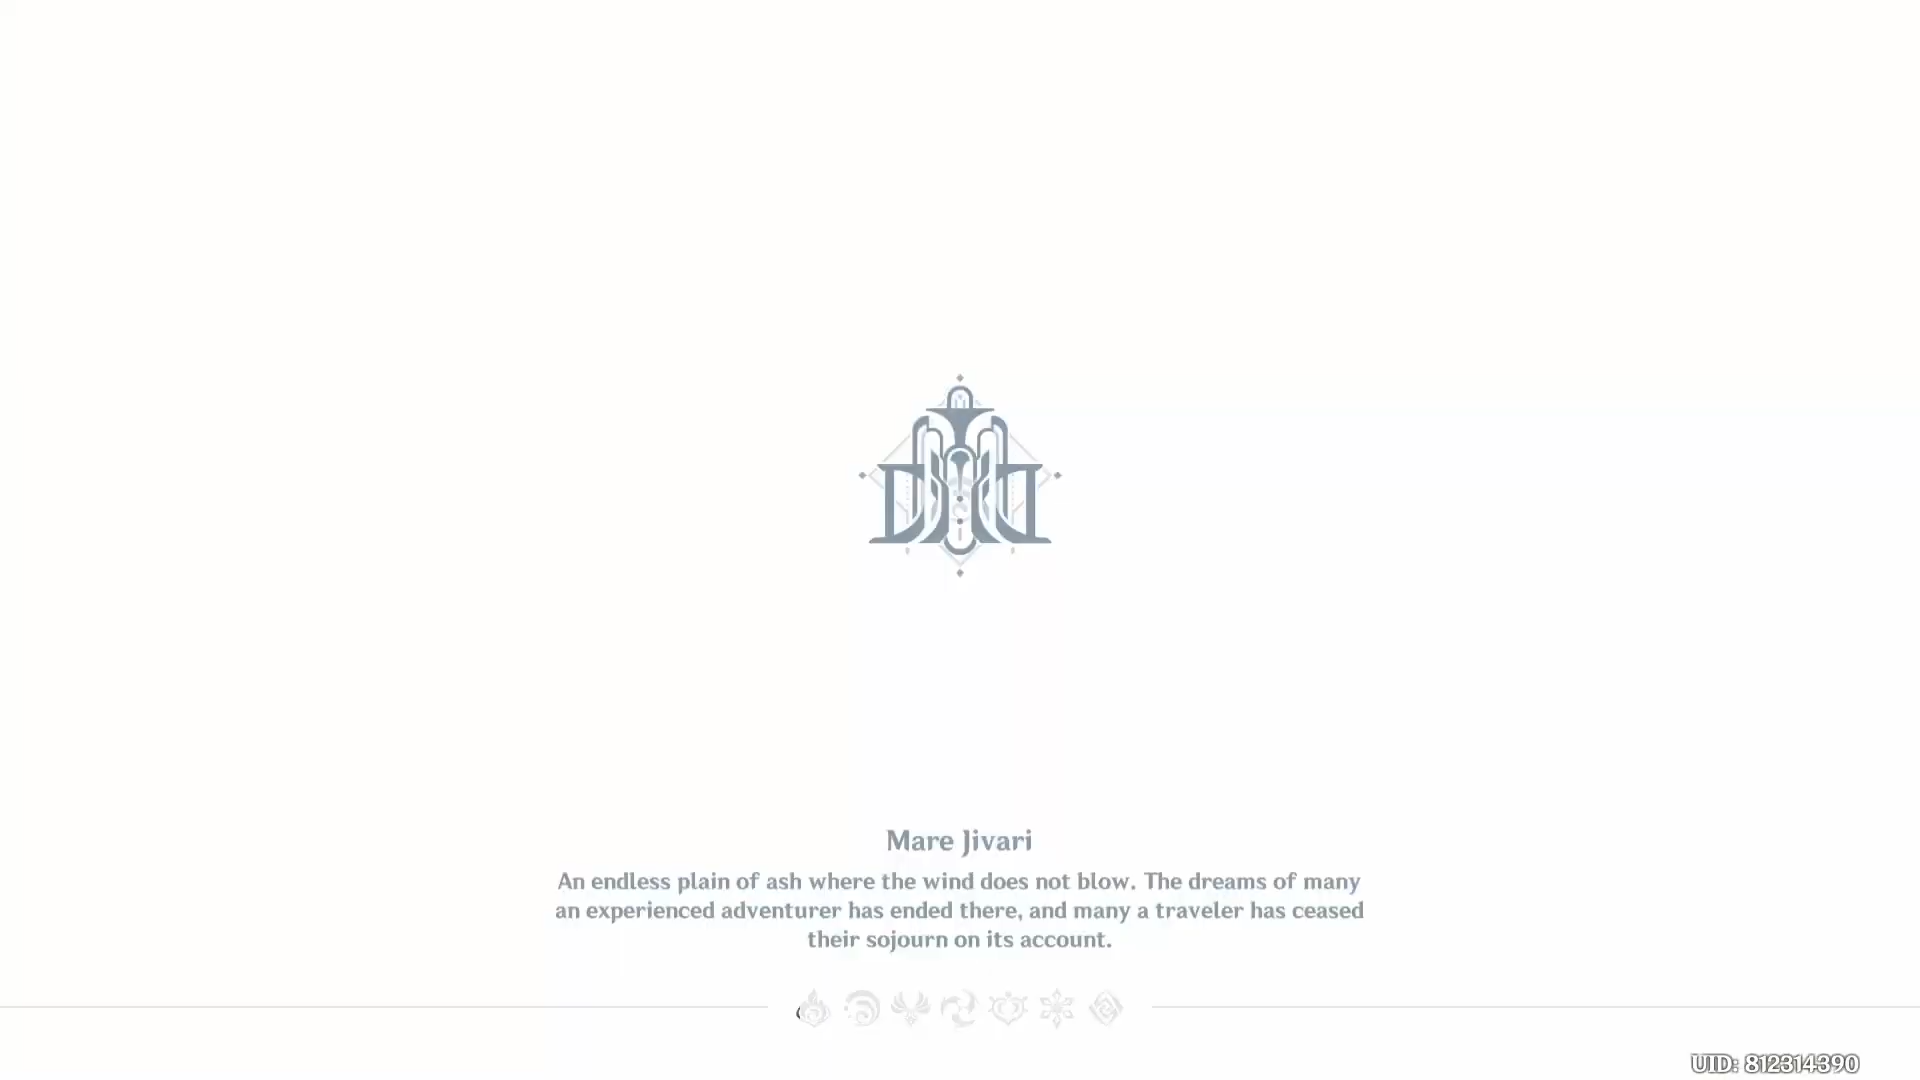 Mare Jivari
An endless plain of ash where the wind does not blow. The dreams of many
an experienced adventurer has ended there, and many a traveler has ceased
their sojourn on its account.
UID: 812314390